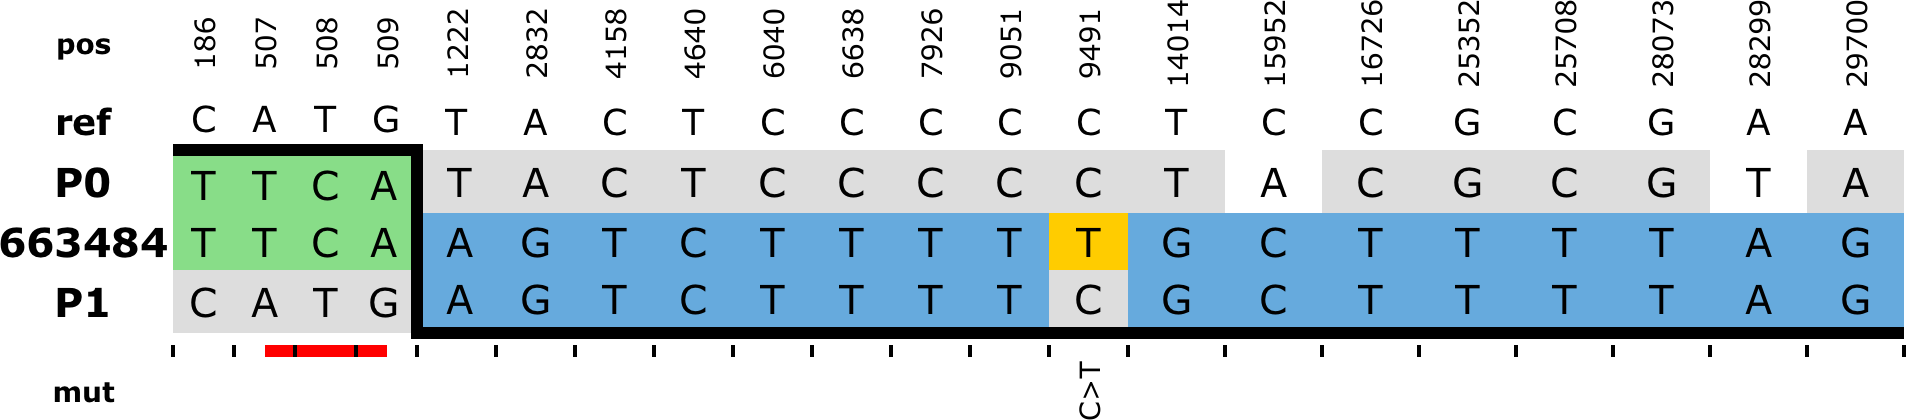 pos 186 507 508 509 1222 2832 4158 4640 6040 6638 7926 9051 9491 14014 15952 16726 25352 25708 28073 28299 29700
ref C A T G T A C T C C C C C T C C G C G A A
P0 T T C A T A C T C C C C C T A C G C G T A
663484 T T C A A G T C T T T T T G C T T T T A G
P1 C A T G A G T C T T T T C G C T T T T A G
mut C>T